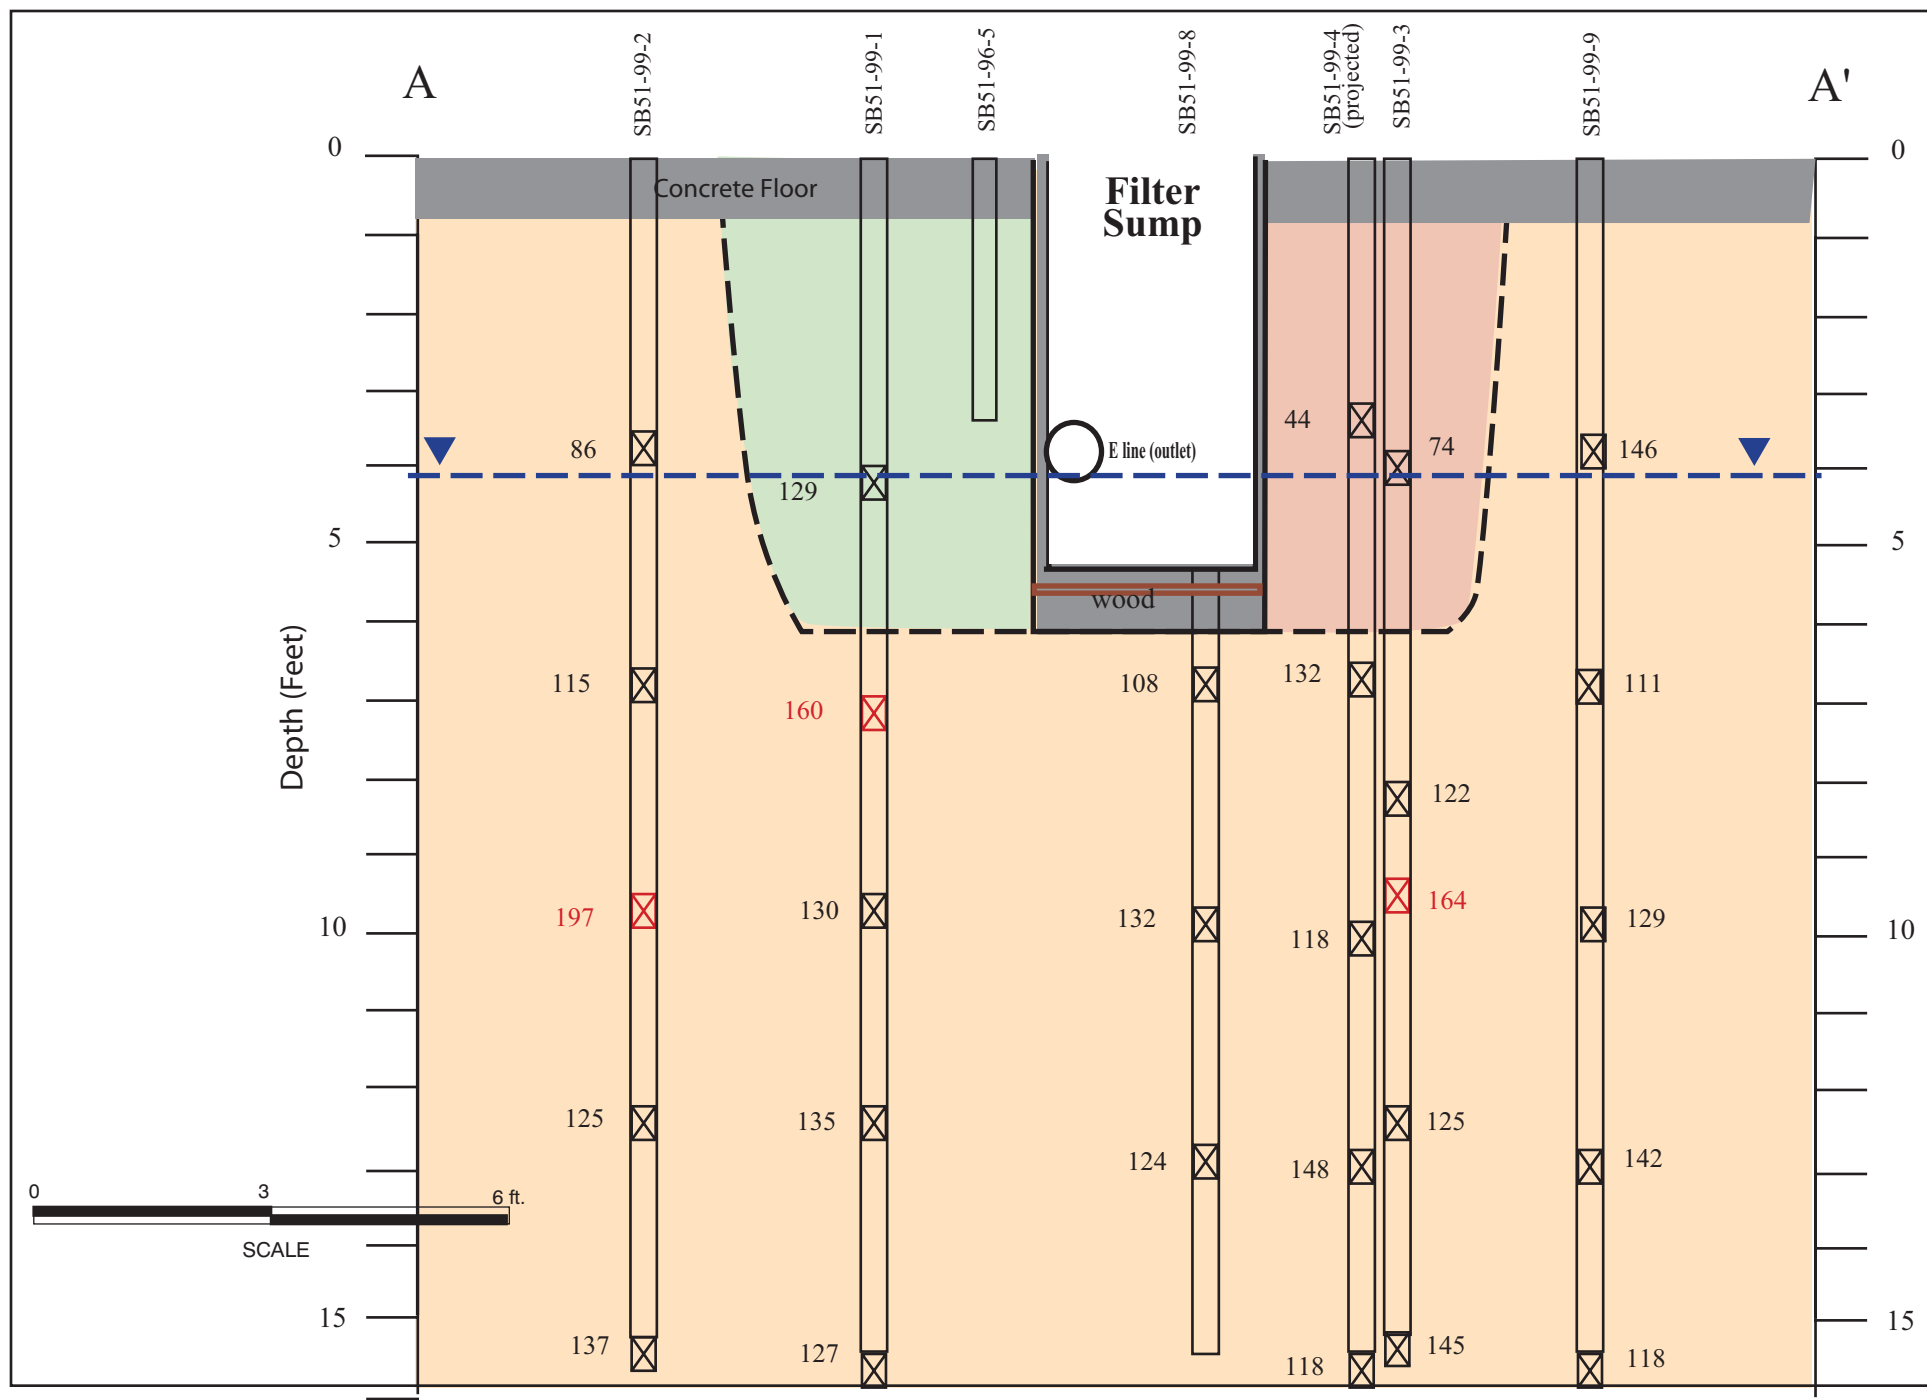 A
SB51-99-2
SB51-99-1
SB51-96-5
SB51-99-8
SB51-99-4
(projected)
SB51-99-3
SB51-99-9
A'
0
0
Concrete Floor
Filter
Sump
44
86
E line (outlet)
74
146
129
5
5
wood
Depth (Feet)
115
160
108
132
111
122
197
130
132
118
164
129
10
10
125
135
124
148
125
142
0
3
6 ft.
SCALE
15
15
137
127
118
145
118